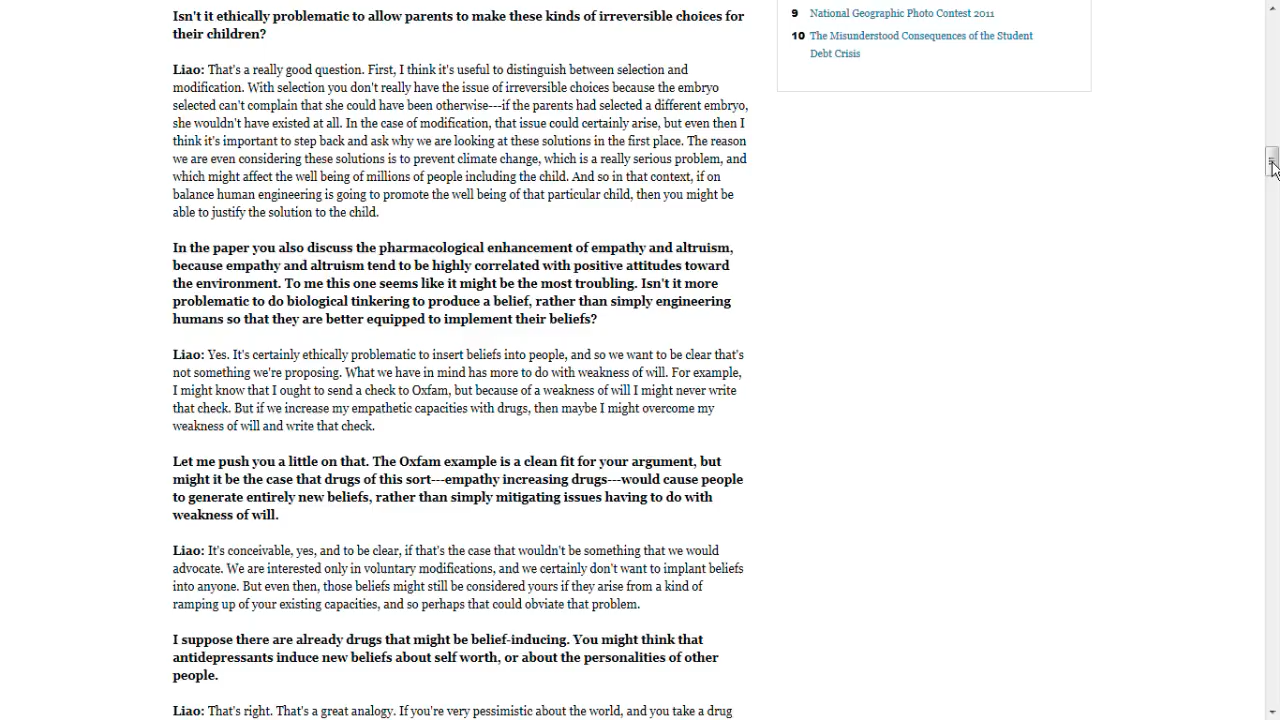 Isn't it ethically problematic to allow parents to make these kinds of irreversible choices for
their children?
Liao: That's a really good question. First, I think it's useful to distinguish between selection and
modification. With selection you don't really have the issue of irreversible choices because the embryo
selected can't complain that she could have been otherwise---if the parents had selected a different embryo,
she wouldn't have existed at all. In the case of modification, that issue could certainly arise, but even then I
think it's important to step back and ask why we are looking at these solutions in the first place. The reason
we are even considering these solutions is to prevent climate change, which is a really serious problem, and
which might affect the well being of millions of people including the child. And so in that context, if on
balance human engineering is going to promote the well being of that particular child, then you might be
able to justify the solution to the child.
In the paper you also discuss the pharmacological enhancement of empathy and altruism,
because empathy and altruism tend to be highly correlated with positive attitudes toward
the environment. To me this one seems like it might be the most troubling. Isn't it more
problematic to do biological tinkering to produce a belief, rather than simply engineering
humans so that they are better equipped to implement their beliefs?
Liao: Yes. It's certainly ethically problematic to insert beliefs into people, and so we want to be clear that's
not something we're proposing. What we have in mind has more to do with weakness of will. For example,
I might know that I ought to send a check to Oxfam, but because of a weakness of will I might never write
that check. But if we increase my empathetic capacities with drugs, then maybe I might overcome my
weakness of will and write that check.
Let me push you a little on that. The Oxfam example is a clean fit for your argument, but
might it be the case that drugs of this sort---empathy increasing drugs---would cause people
to generate entirely new beliefs, rather than simply mitigating issues having to do with
weakness of will.
Liao: It's conceivable, yes, and to be clear, if that's the case that wouldn't be something that we would
advocate. We are interested only in voluntary modifications, and we certainly don't want to implant beliefs
into anyone. But even then, those beliefs might still be considered yours if they arise from a kind of
ramping up of your existing capacities, and so perhaps that could obviate that problem.
I suppose there are already drugs that might be belief-inducing. You might think that
antidepressants induce new beliefs about self worth, or about the personalities of other
people.
Liao: That's right. That's a great analogy. If you're very pessimistic about the world, and you take a drug
9 National Geographic Photo Contest 2011
10 The Misunderstood Consequences of the Student
Debt Crisis